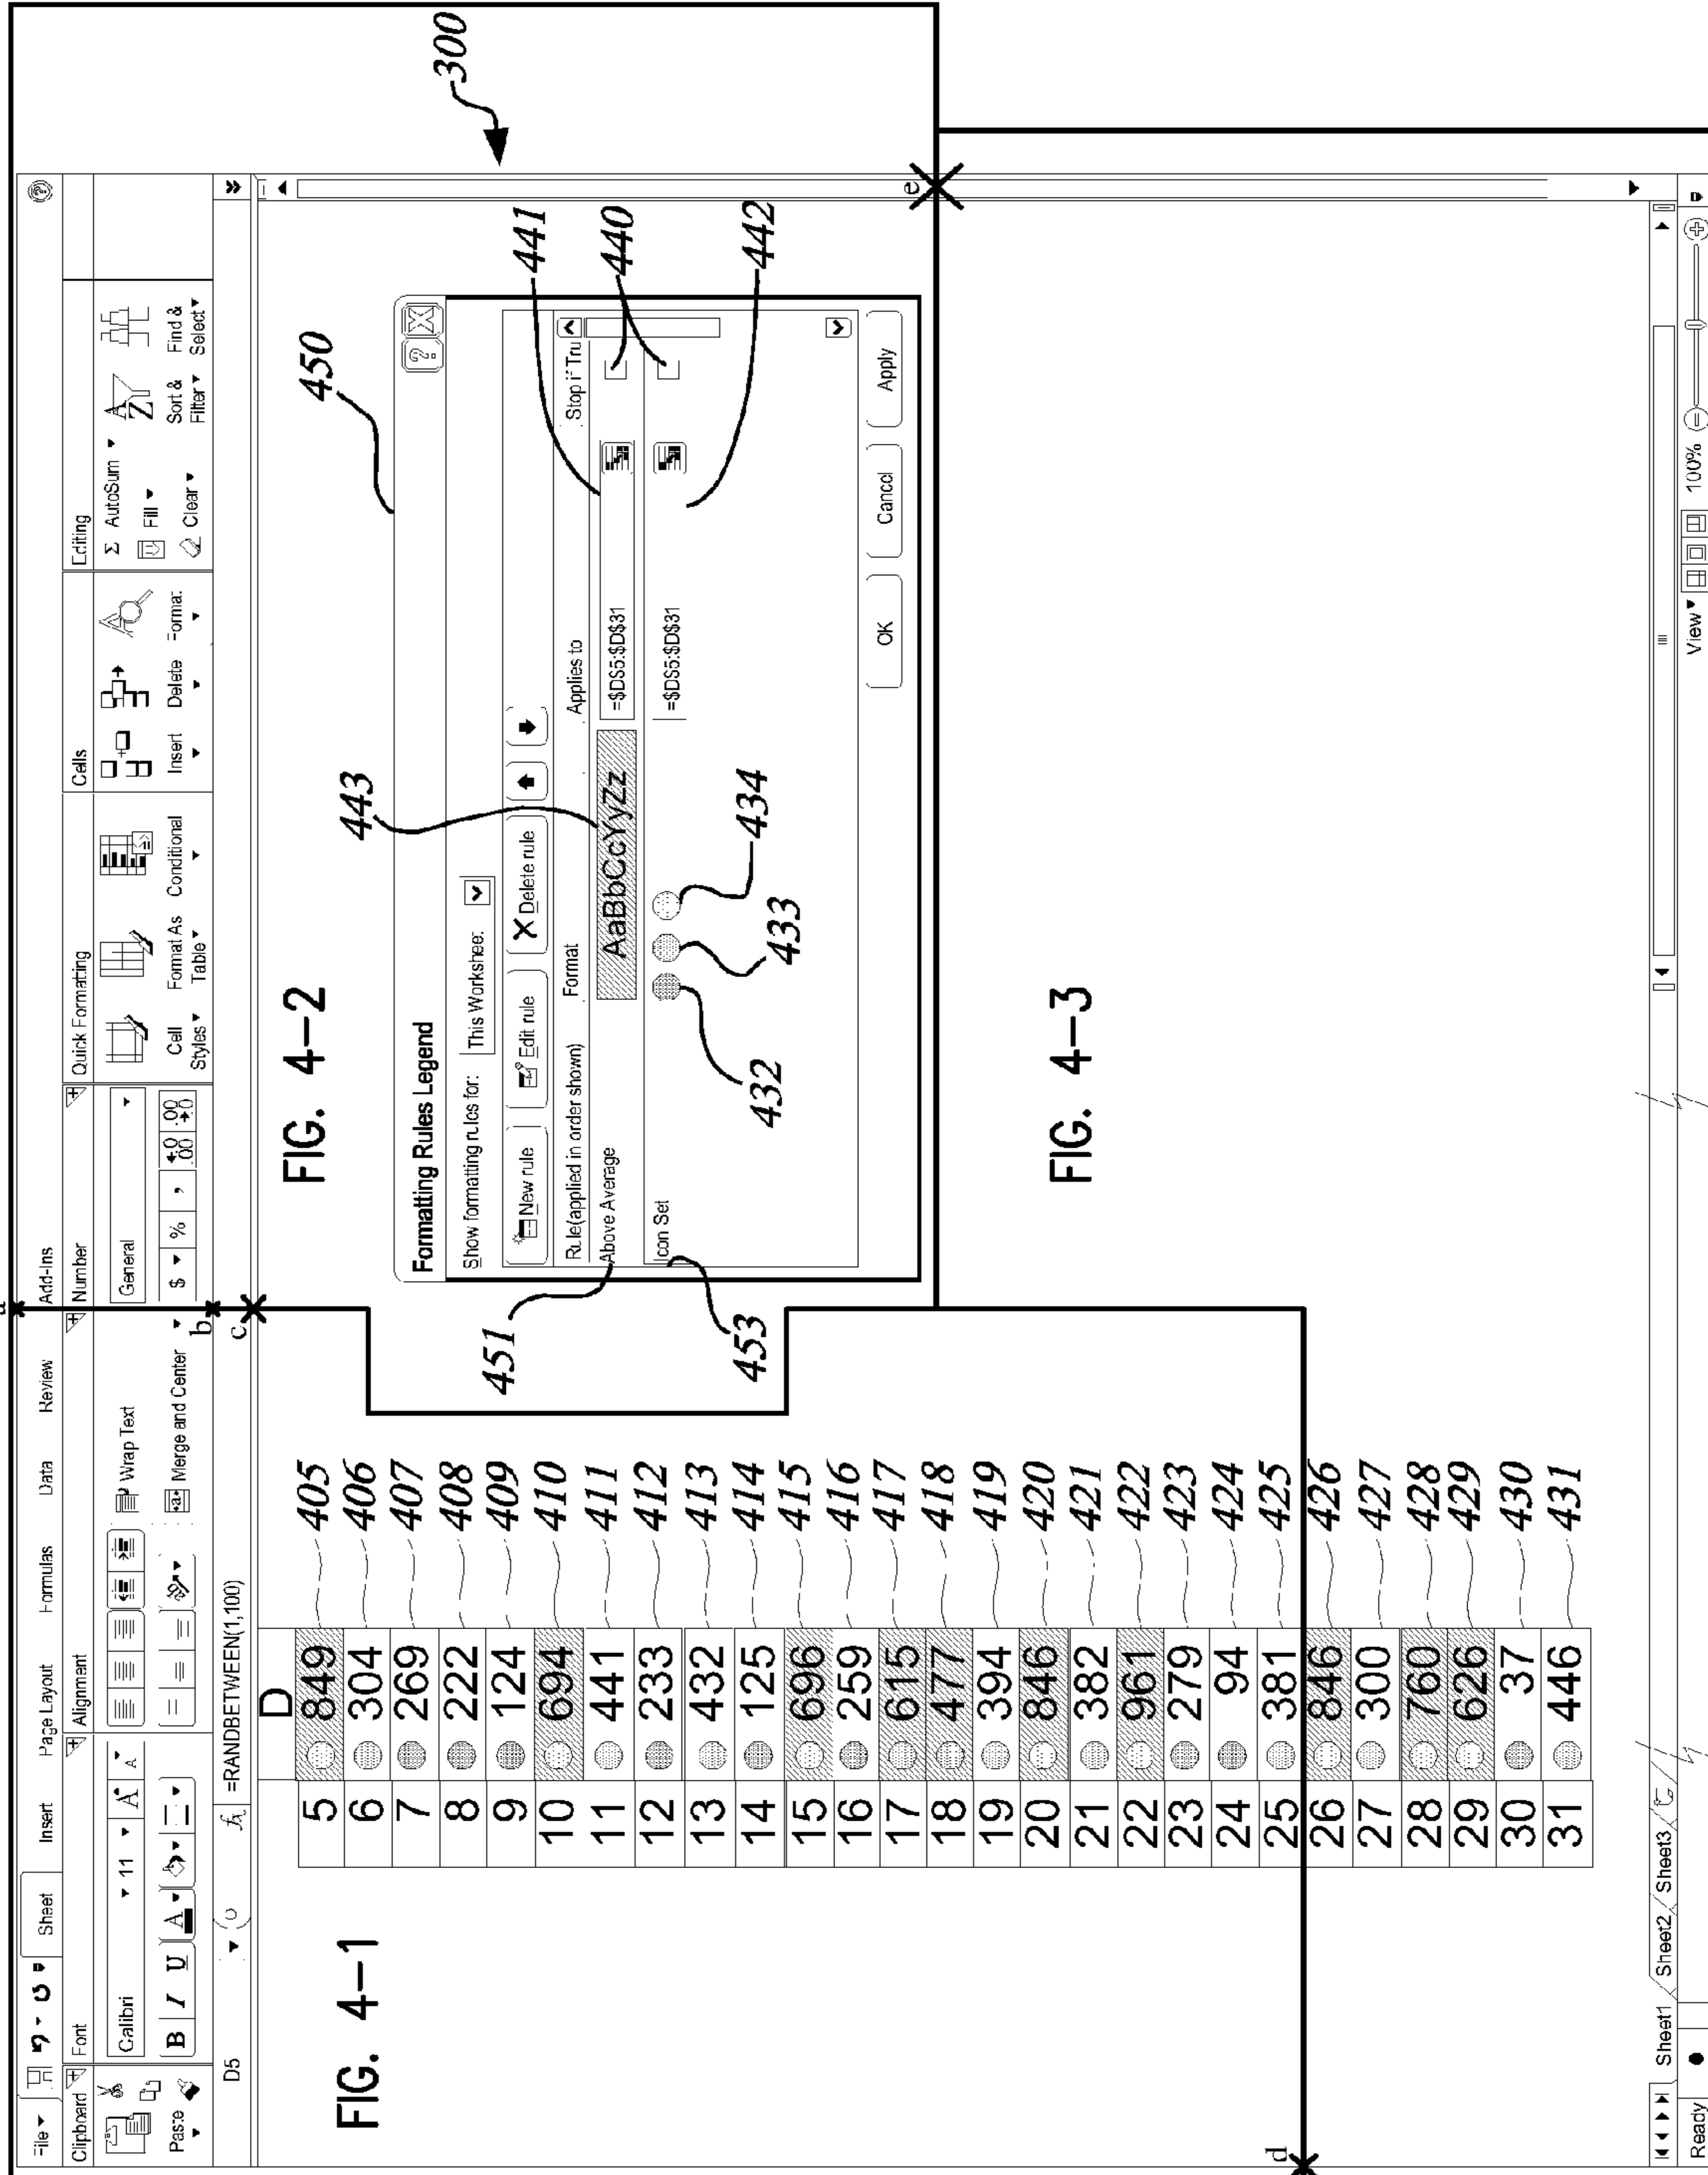 a
File Sheet Insert Page Layout Formulas Data Review Add-Ins
Clipboard Font Alignment Number Quick Formatting Cells Editing
Calibri 11 A A Wrap Text General Σ AutoSum
Fill
Clear
Paste B I U A Merge and Center $ % , .00 Cell Styles Format As Table Conditional Insert Delete Format Sort & Filter Find & Select
b
D5 fx =RANDBETWEEN(1,100)
c
300
FIG. 4-1
D
5 849 405
6 304 406
7 269 407
8 222 408
9 124 409
10 694 410
11 441 411
12 233 412
13 432 413
14 125 414
15 696 415
16 259 416
17 615 417
18 477 418
19 394 419
20 846 420
21 382 421
22 961 422
23 279 423
24 94 424
25 381 425
26 846 426
27 300 427
28 760 428
29 626 429
30 37 430
31 446 431
FIG. 4-2
450
443
Formatting Rules Legend
? X
Show formatting rules for: This Worksheet
New rule Edit rule X Delete rule
Rule(applied in order shown) Format Applies to Stop if Tru
Above Average AaBbCcYyZz =$D$5:$D$31
Icon Set =$D$5:$D$31
OK Cancel Apply
441
440
442
451
453
432
433
434
e
d
FIG. 4-3
Sheet1 Sheet2 Sheet3
Ready View 100%